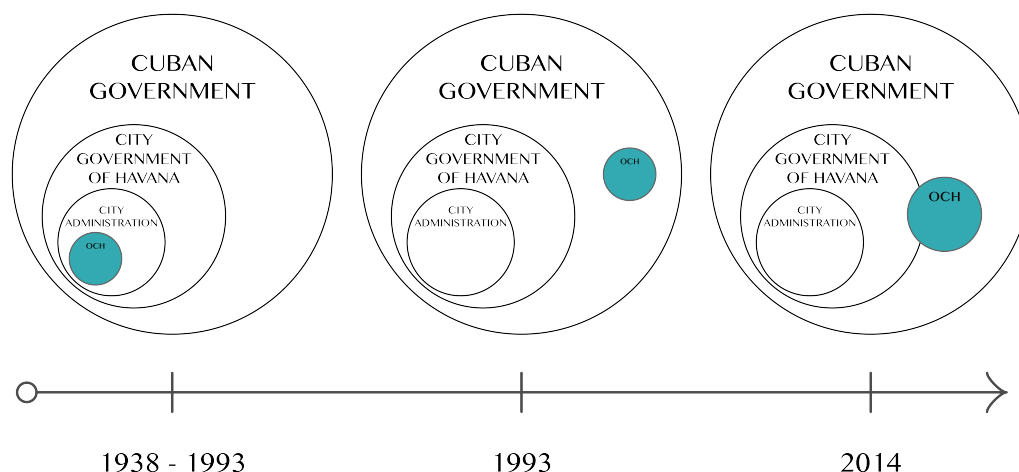 CUBAN
GOVERNMENT
CITY
GOVERNMENT
OF HAVANA
CITY
ADMINISTRATION
OCH
CUBAN
GOVERNMENT
CITY
GOVERNMENT
OF HAVANA
CITY
ADMINISTRATION
OCH
CUBAN
GOVERNMENT
CITY
GOVERNMENT
OF HAVANA
CITY
ADMINISTRATION
OCH
1938 - 1993
1993
2014